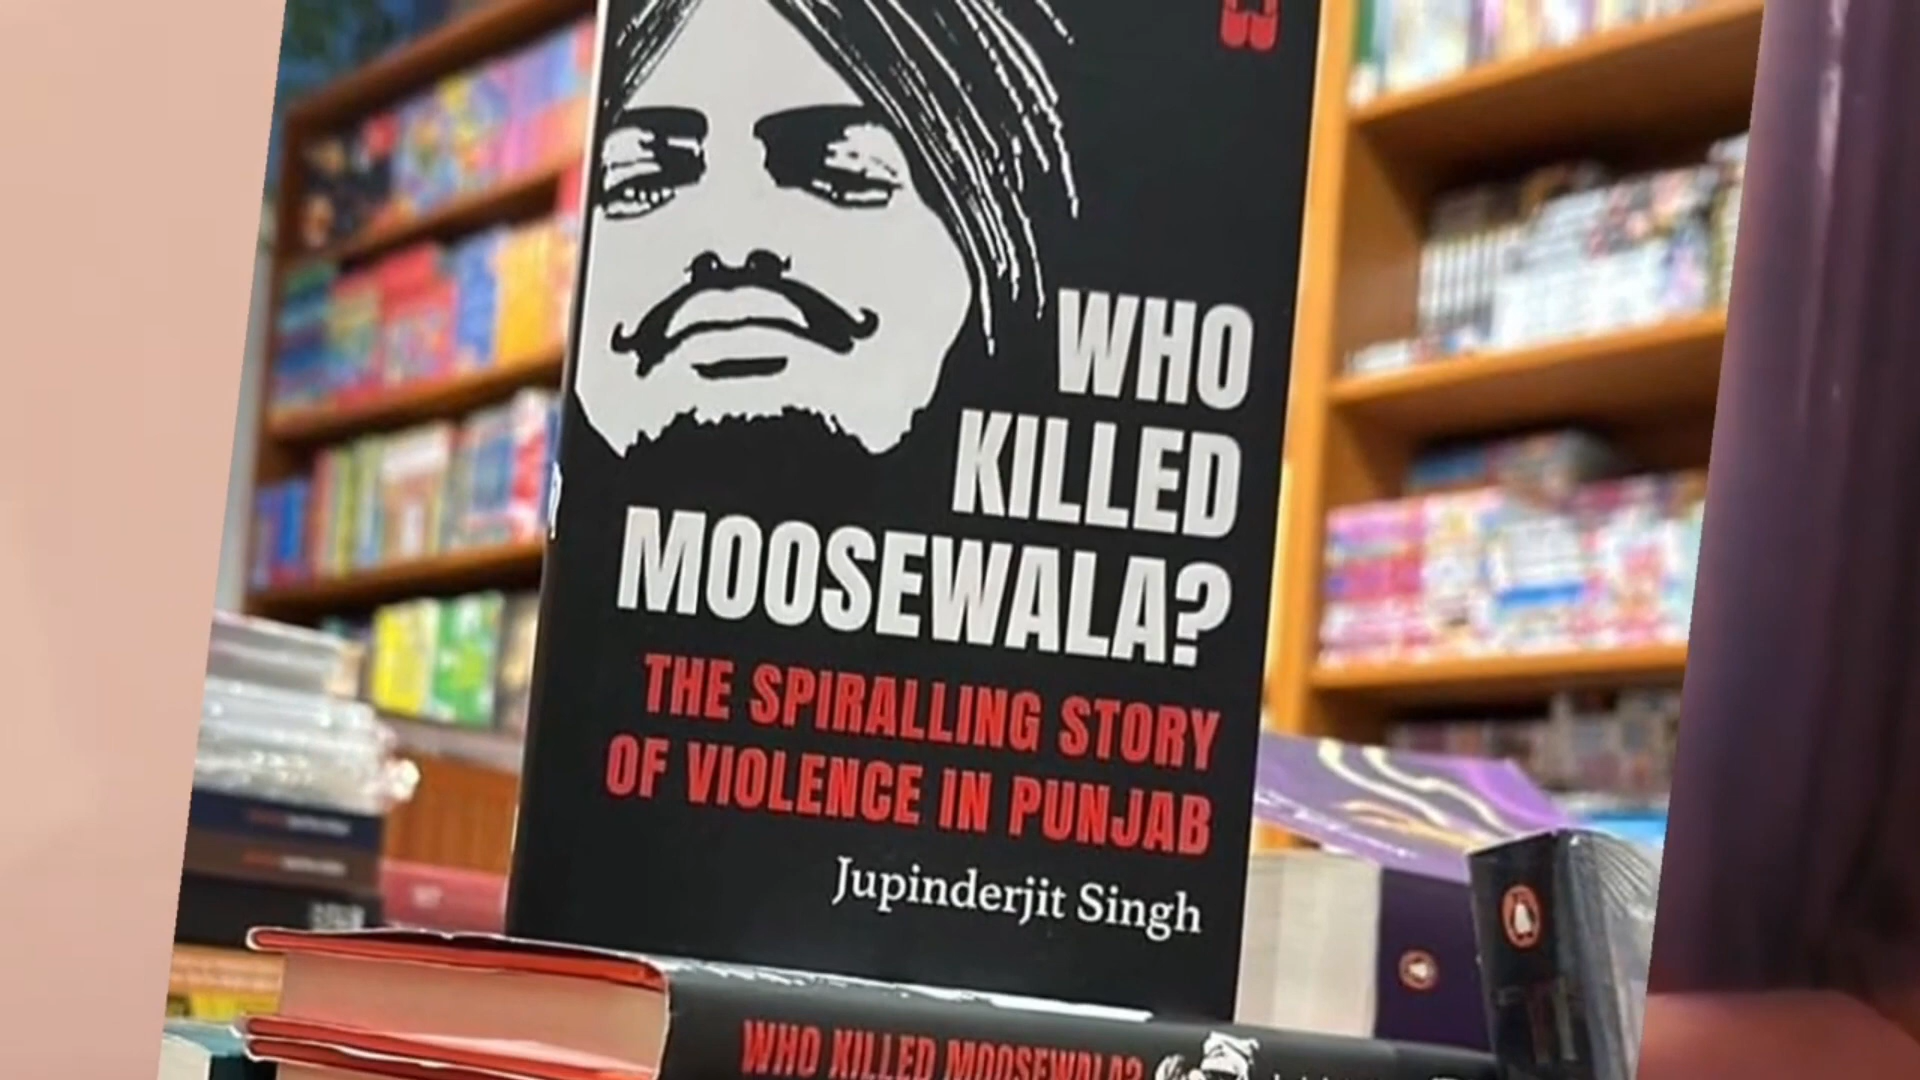 WHO
KILLED
MOOSEWALA?
THE SPIRALLING STORY
OF VIOLENCE IN PUNJAB
Jupinderjit Singh
WHO KILLED MOOSEWALA?